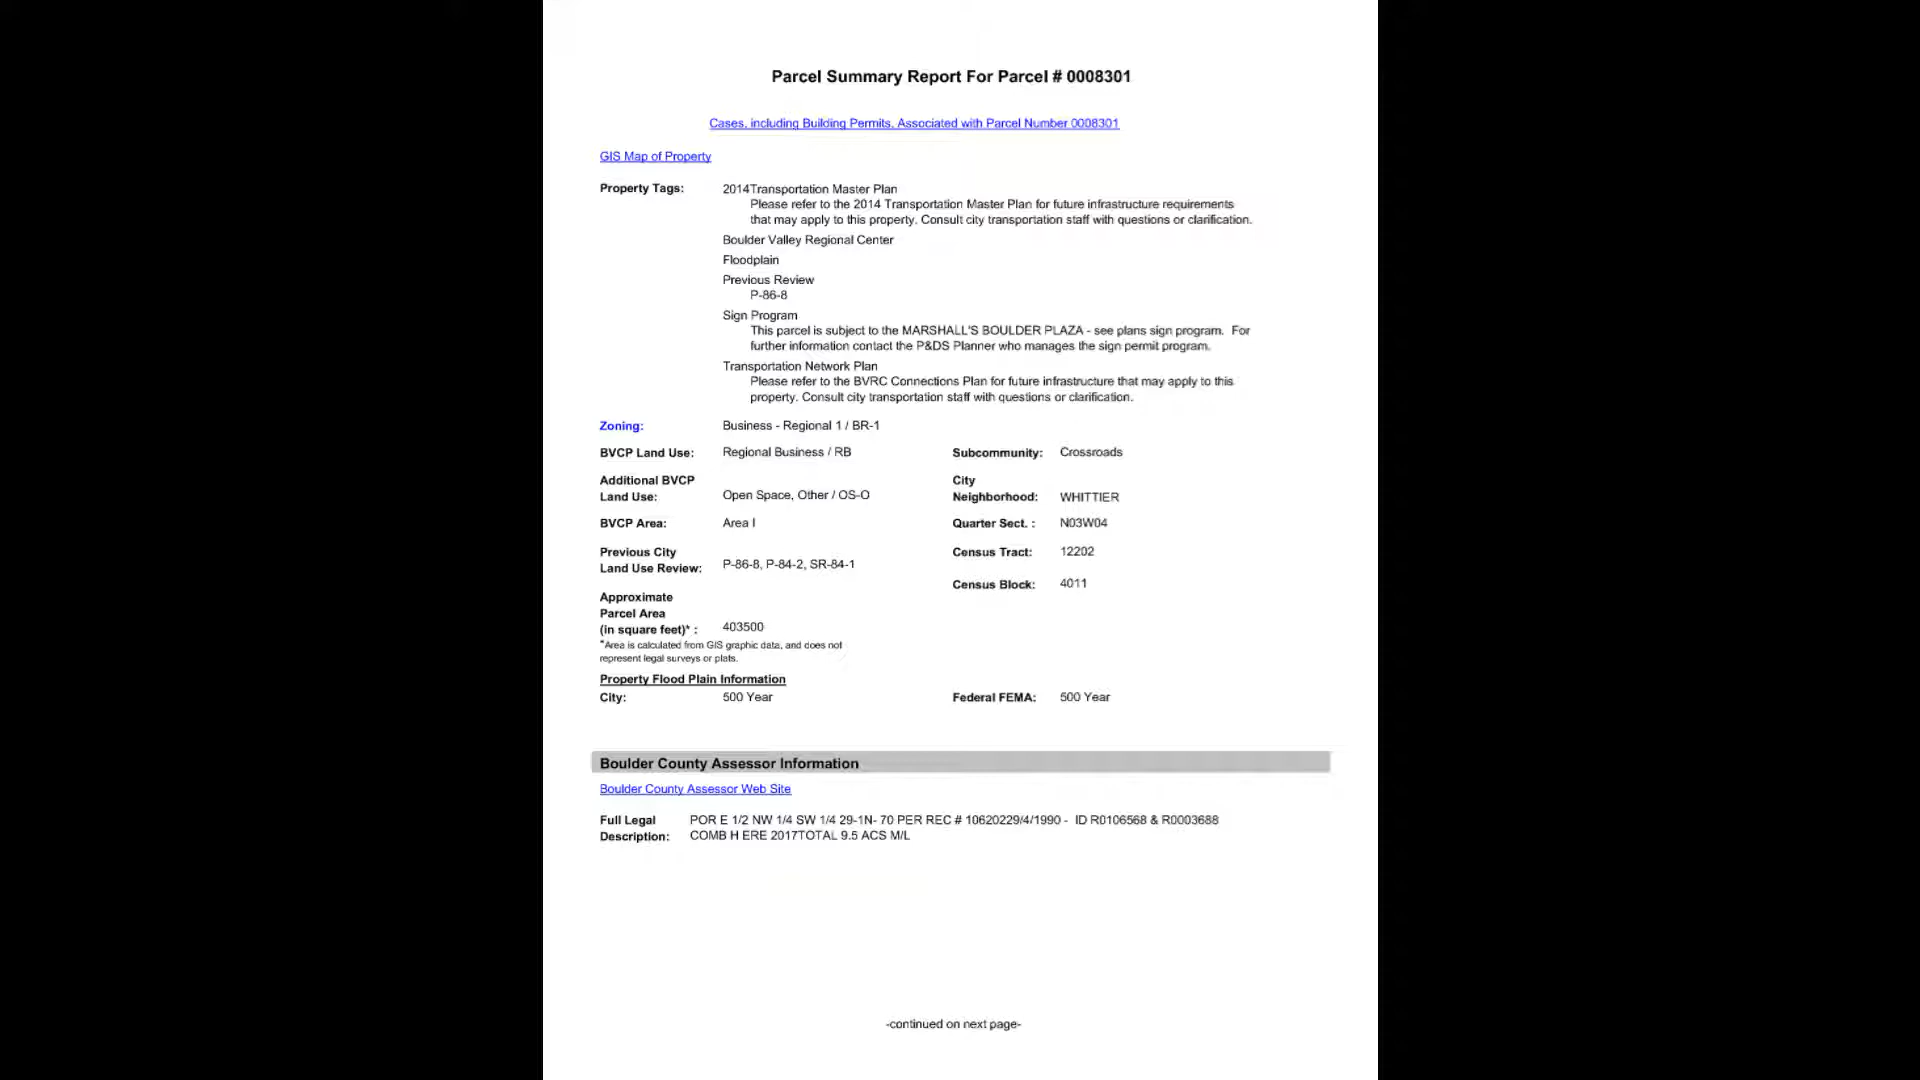 Parcel Summary Report For Parcel # 0008301
Cases, including Building Permits, Associated with Parcel Number 0008301
GIS Map of Property
Property Tags: 2014Transportation Master Plan
Please refer to the 2014 Transportation Master Plan for future infrastructure requirements
that may apply to this property. Consult city transportation staff with questions or clarification.
Boulder Valley Regional Center
Floodplain
Previous Review
P-86-8
Sign Program
This parcel is subject to the MARSHALL'S BOULDER PLAZA - see plans sign program. For
further information contact the P&DS Planner who manages the sign permit program.
Transportation Network Plan
Please refer to the BVRC Connections Plan for future infrastructure that may apply to this
property. Consult city transportation staff with questions or clarification.
Zoning: Business - Regional 1 / BR-1
BVCP Land Use: Regional Business / RB Subcommunity: Crossroads
Additional BVCP City
Land Use: Open Space, Other / OS-O Neighborhood: WHITTIER
BVCP Area: Area I Quarter Sect. : N03W04
Previous City Census Tract: 12202
Land Use Review: P-86-8, P-84-2, SR-84-1
Census Block: 4011
Approximate
Parcel Area
(in square feet)* : 403500
*Area is calculated from GIS graphic data, and does not
represent legal surveys or plats.
Property Flood Plain Information
City: 500 Year Federal FEMA: 500 Year
Boulder County Assessor Information
Boulder County Assessor Web Site
Full Legal POR E 1/2 NW 1/4 SW 1/4 29-1N- 70 PER REC # 10620229/4/1990 - ID R0106568 & R0003688
Description: COMB H ERE 2017TOTAL 9.5 ACS M/L
-continued on next page-